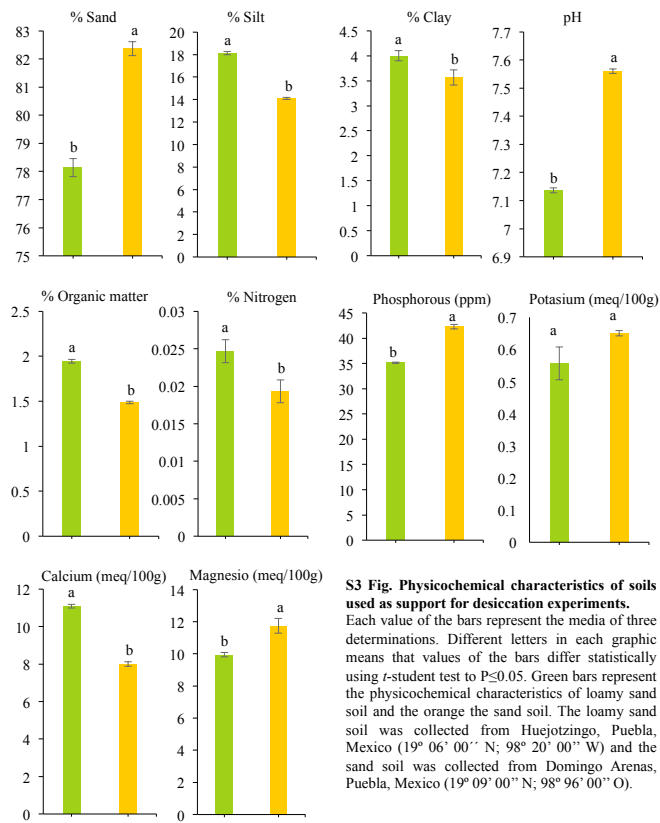 % Sand
83
82
81
80
79
78
77
76
75
b
a
% Silt
20
18
16
14
12
10
8
6
4
2
0
a
b
% Clay
4.5
4
3.5
3
2.5
2
1.5
1
0.5
0
a
b
pH
7.7
7.6
7.5
7.4
7.3
7.2
7.1
7
6.9
b
a
% Organic matter
2.5
2
1.5
1
0.5
0
a
b
% Nitrogen
0.03
0.025
0.02
0.015
0.01
0.005
0
a
b
Phosphorous (ppm)
45
40
35
30
25
20
15
10
5
0
b
a
Potasium (meq/100g)
0.7
0.6
0.5
0.4
0.3
0.2
0.1
0
a
a
Calcium (meq/100g)
12
10
8
6
4
2
0
a
b
Magnesio (meq/100g)
14
12
10
8
6
4
2
0
b
a
S3 Fig. Physicochemical characteristics of soils
used as support for desiccation experiments.
Each value of the bars represent the media of three
determinations. Different letters in each graphic
means that values of the bars differ statistically
using t-student test to P≤0.05. Green bars represent
the physicochemical characteristics of loamy sand
soil and the orange the sand soil. The loamy sand
soil was collected from Huejotzingo, Puebla,
Mexico (19º 06’ 00´´ N; 98º 20’ 00’’ W) and the
sand soil was collected from Domingo Arenas,
Puebla, Mexico (19º 09’ 00’’ N; 98º 96’ 00’’ O).